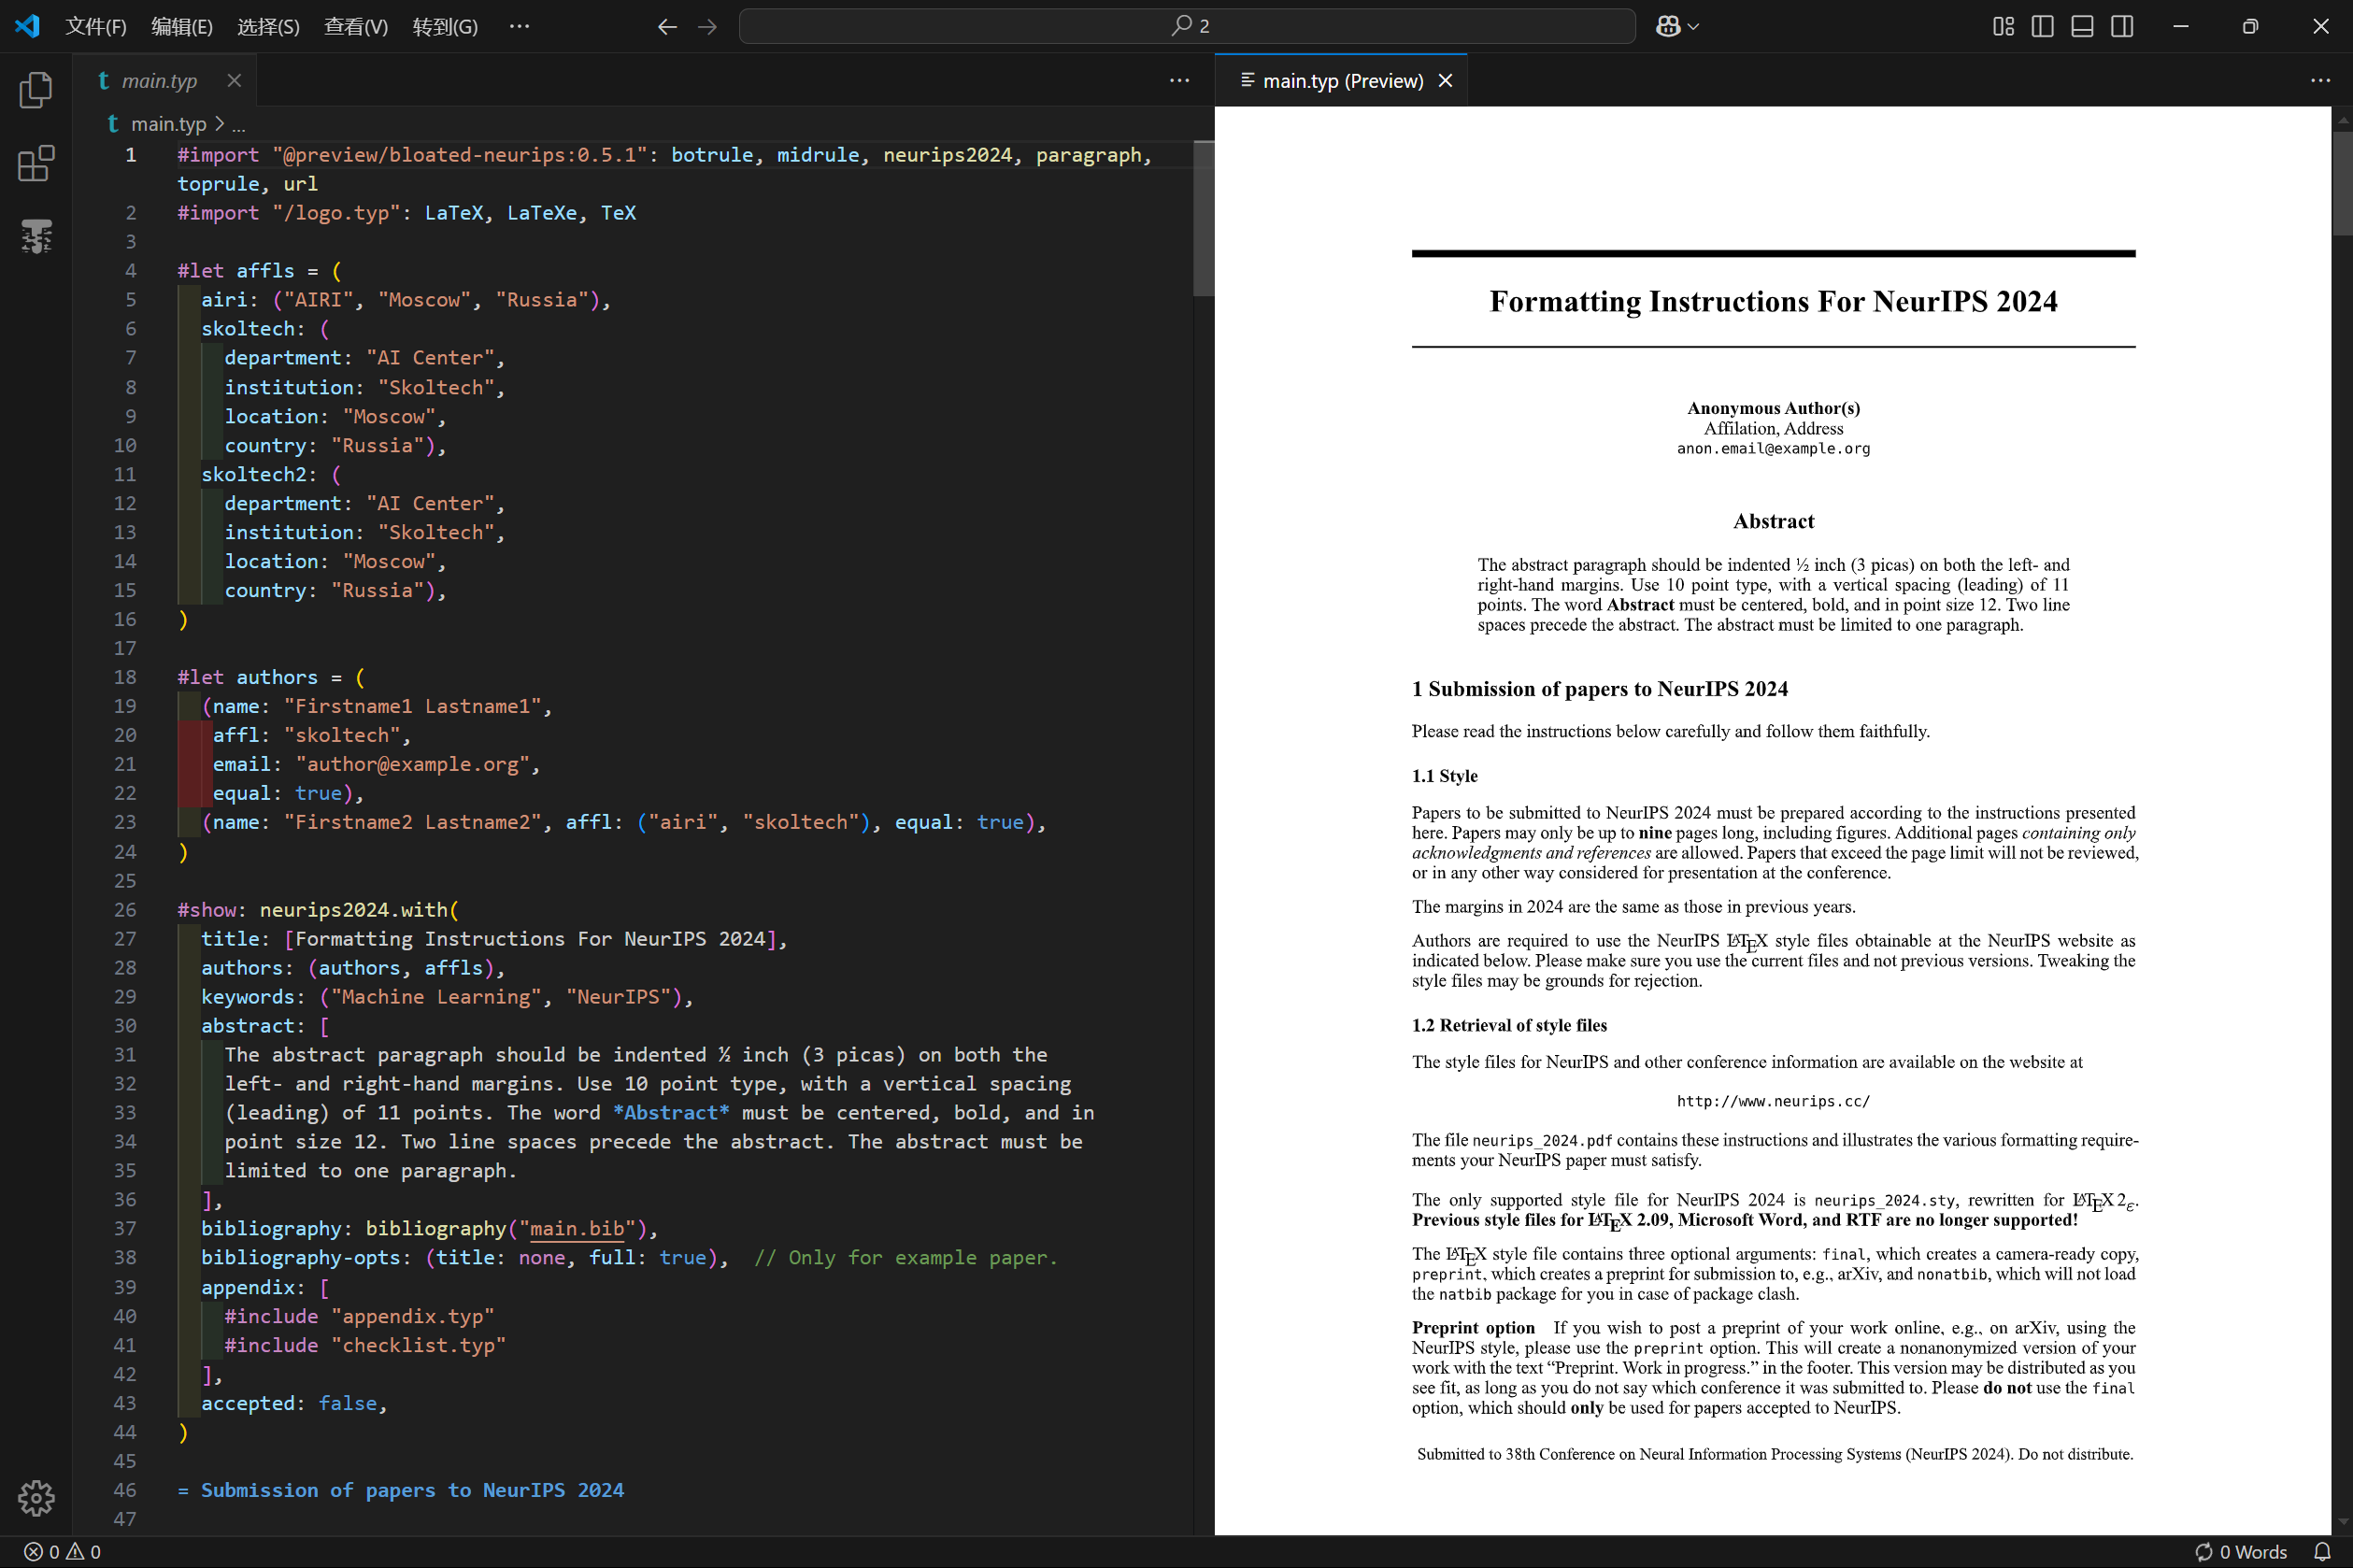 文件(F) 编辑(E) 选择(S) 查看(V) 转到(G) ··· 2
main.typ
main.typ > ...
1 #import "@preview/bloated-neurips:0.5.1": botrule, midrule, neurips2024, paragraph,
toprule, url
2 #import "/logo.typ": LaTeX, LaTeXe, TeX
3
4 #let affls = (
5 airi: ("AIRI", "Moscow", "Russia"),
6 skoltech: (
7 department: "AI Center",
8 institution: "Skoltech",
9 location: "Moscow",
10 country: "Russia"),
11 skoltech2: (
12 department: "AI Center",
13 institution: "Skoltech",
14 location: "Moscow",
15 country: "Russia"),
16 )
17
18 #let authors = (
19 (name: "Firstname1 Lastname1",
20 affl: "skoltech",
21 email: "author@example.org",
22 equal: true),
23 (name: "Firstname2 Lastname2", affl: ("airi", "skoltech"), equal: true),
24 )
25
26 #show: neurips2024.with(
27 title: [Formatting Instructions For NeurIPS 2024],
28 authors: (authors, affls),
29 keywords: ("Machine Learning", "NeurIPS"),
30 abstract: [
31 The abstract paragraph should be indented ½ inch (3 picas) on both the
32 left- and right-hand margins. Use 10 point type, with a vertical spacing
33 (leading) of 11 points. The word *Abstract* must be centered, bold, and in
34 point size 12. Two line spaces precede the abstract. The abstract must be
35 limited to one paragraph.
36 ],
37 bibliography: bibliography("main.bib"),
38 bibliography-opts: (title: none, full: true), // Only for example paper.
39 appendix: [
40 #include "appendix.typ"
41 #include "checklist.typ"
42 ],
43 accepted: false,
44 )
45
46 = Submission of papers to NeurIPS 2024
47
main.typ (Preview)
Formatting Instructions For NeurIPS 2024
Anonymous Author(s)
Affilation, Address
anon.email@example.org
Abstract
The abstract paragraph should be indented ½ inch (3 picas) on both the left- and
right-hand margins. Use 10 point type, with a vertical spacing (leading) of 11
points. The word Abstract must be centered, bold, and in point size 12. Two line
spaces precede the abstract. The abstract must be limited to one paragraph.
1 Submission of papers to NeurIPS 2024
Please read the instructions below carefully and follow them faithfully.
1.1 Style
Papers to be submitted to NeurIPS 2024 must be prepared according to the instructions presented
here. Papers may only be up to nine pages long, including figures. Additional pages containing only
acknowledgments and references are allowed. Papers that exceed the page limit will not be reviewed,
or in any other way considered for presentation at the conference.
The margins in 2024 are the same as those in previous years.
Authors are required to use the NeurIPS LATEX style files obtainable at the NeurIPS website as
indicated below. Please make sure you use the current files and not previous versions. Tweaking the
style files may be grounds for rejection.
1.2 Retrieval of style files
The style files for NeurIPS and other conference information are available on the website at
http://www.neurips.cc/
The file neurips_2024.pdf contains these instructions and illustrates the various formatting require-
ments your NeurIPS paper must satisfy.
The only supported style file for NeurIPS 2024 is neurips_2024.sty, rewritten for LATEX 2ε.
Previous style files for LATEX 2.09, Microsoft Word, and RTF are no longer supported!
The LATEX style file contains three optional arguments: final, which creates a camera-ready copy,
preprint, which creates a preprint for submission to, e.g., arXiv, and nonatbib, which will not load
the natbib package for you in case of package clash.
Preprint option If you wish to post a preprint of your work online, e.g., on arXiv, using the
NeurIPS style, please use the preprint option. This will create a nonanonymized version of your
work with the text “Preprint. Work in progress.” in the footer. This version may be distributed as you
see fit, as long as you do not say which conference it was submitted to. Please do not use the final
option, which should only be used for papers accepted to NeurIPS.
Submitted to 38th Conference on Neural Information Processing Systems (NeurIPS 2024). Do not distribute.
0 0 0 Words